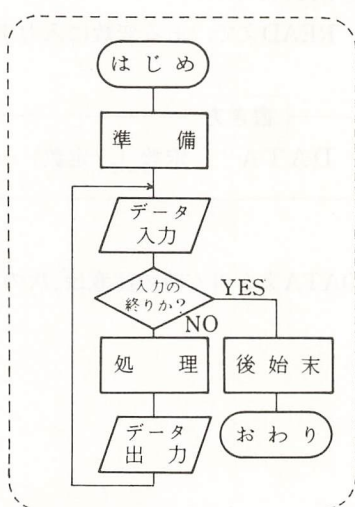 はじめ
準備
データ
入力
入力の
終りか?
YES
NO
処理
後始末
データ
出力
おわり